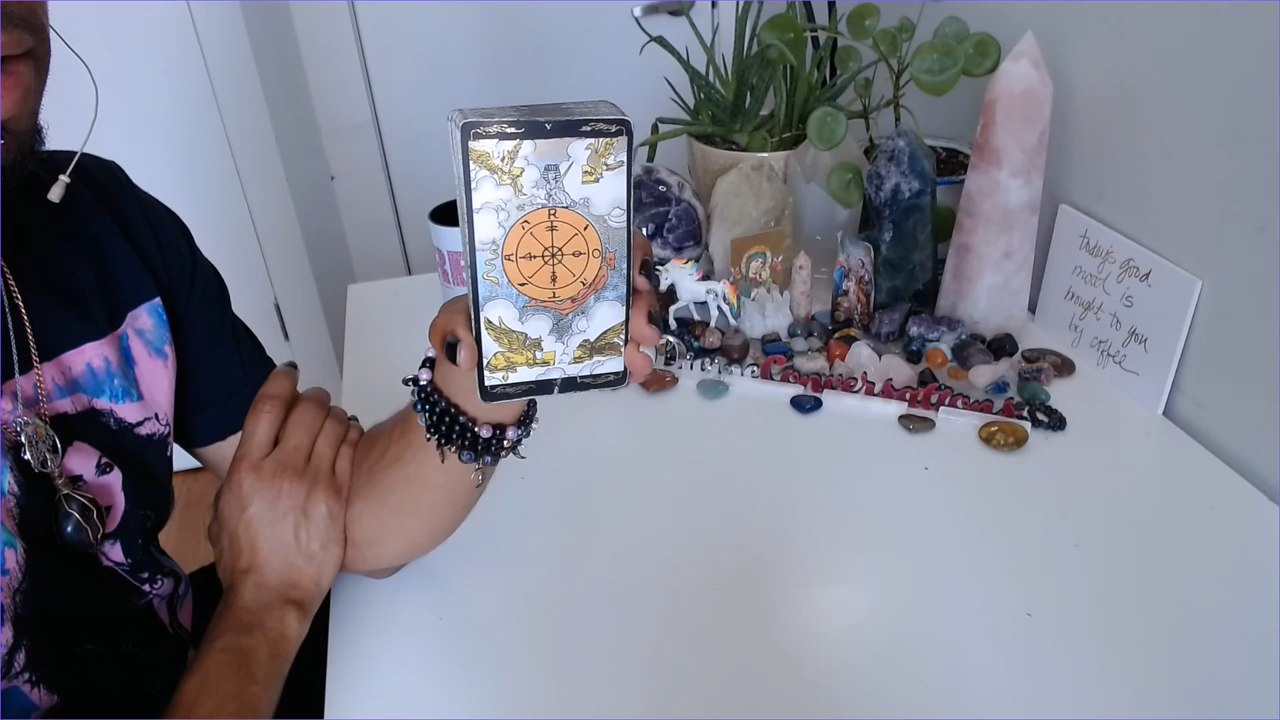 V
R
O
T
A
today's good
mood is
brought to you
by coffee
Conversations